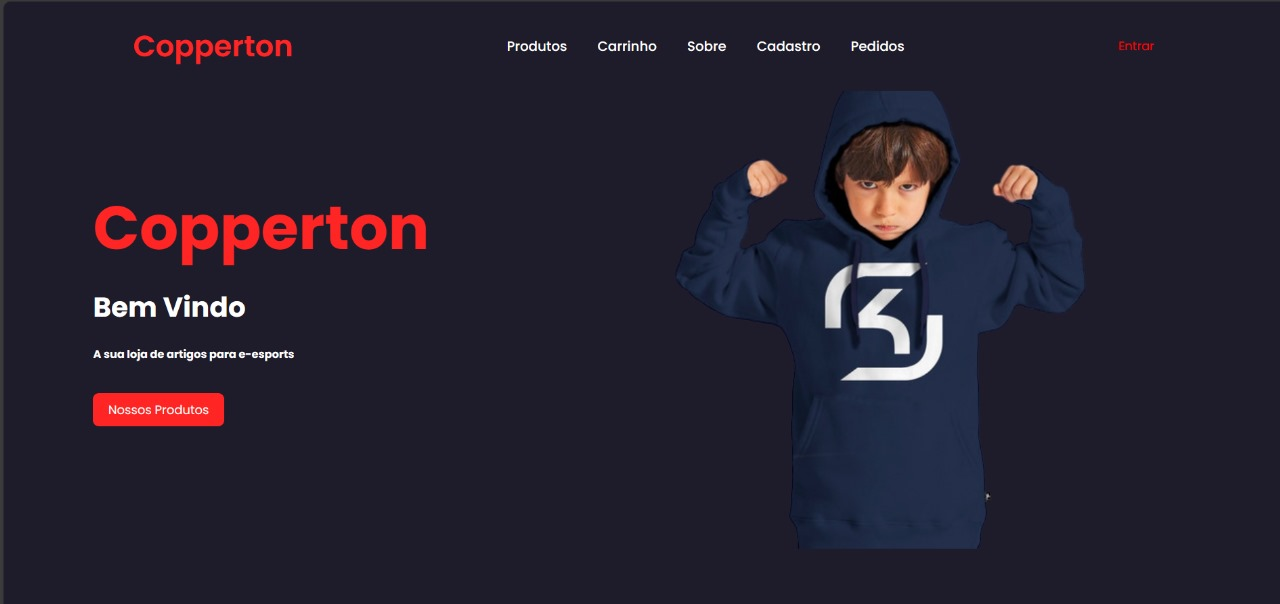 Copperton
Produtos Carrinho Sobre Cadastro Pedidos
Entrar
Copperton
Bem Vindo
A sua loja de artigos para e-esports
Nossos Produtos